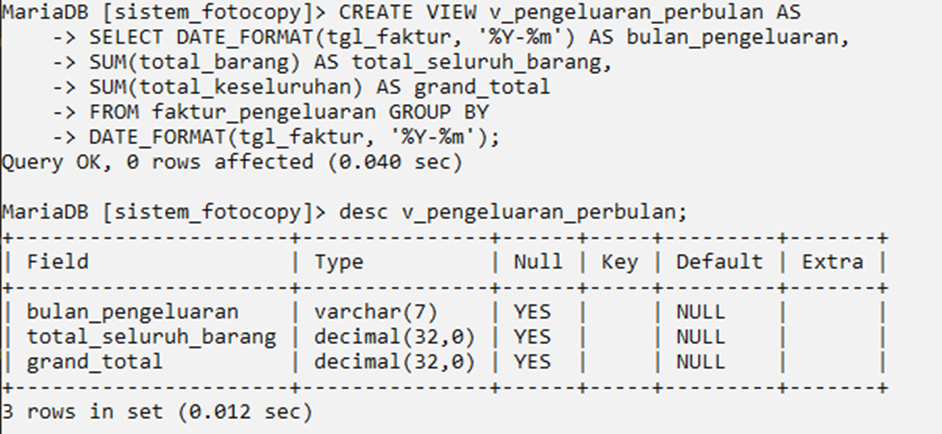 MariaDB [sistem_fotocopy]> CREATE VIEW v_pengeluaran_perbulan AS
    -> SELECT DATE_FORMAT(tgl_faktur, '%Y-%m') AS bulan_pengeluaran,
    -> SUM(total_barang) AS total_seluruh_barang,
    -> SUM(total_keseluruhan) AS grand_total
    -> FROM faktur_pengeluaran GROUP BY
    -> DATE_FORMAT(tgl_faktur, '%Y-%m');
Query OK, 0 rows affected (0.040 sec)

MariaDB [sistem_fotocopy]> desc v_pengeluaran_perbulan;
+----------------------+---------------+------+-----+---------+-------+
| Field                | Type          | Null | Key | Default | Extra |
+----------------------+---------------+------+-----+---------+-------+
| bulan_pengeluaran    | varchar(7)    | YES  |     | NULL    |       |
| total_seluruh_barang | decimal(32,0) | YES  |     | NULL    |       |
| grand_total          | decimal(32,0) | YES  |     | NULL    |       |
+----------------------+---------------+------+-----+---------+-------+
3 rows in set (0.012 sec)